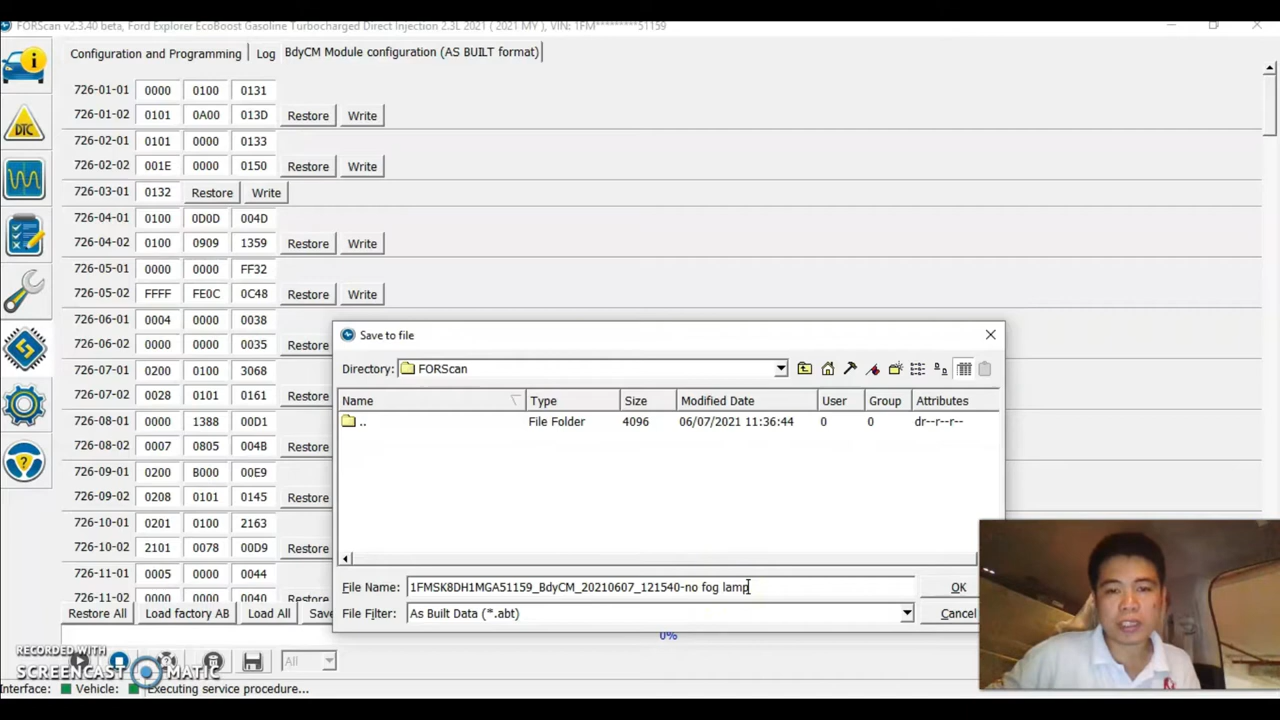 FORScan v2.3.40 beta, Ford Explorer EcoBoost Gasoline Turbocharged Direct Injection 2.3L 2021 ( 2021 MY ), VIN: 1FM*********51159
Configuration and Programming Log BdyCM Module configuration (AS BUILT format)
726-01-01 0000 0100 0131
726-01-02 0101 0A00 013D Restore Write
DTC
726-02-01 0101 0000 0133
726-02-02 001E 0000 0150 Restore Write
726-03-01 0132 Restore Write
726-04-01 0100 0D0D 004D
726-04-02 0100 0909 1359 Restore Write
726-05-01 0000 0000 FF32
726-05-02 FFFF FE0C 0C48 Restore Write
726-06-01 0004 0000 0038
726-06-02 0000 0000 0035 Restore
726-07-01 0200 0100 3068
726-07-02 0028 0101 0161 Restore
726-08-01 0000 1388 00D1
726-08-02 0007 0805 004B Restore
726-09-01 0200 B000 00E9
726-09-02 0208 0101 0145 Restore
726-10-01 0201 0100 2163
726-10-02 2101 0078 00D9 Restore
726-11-01 0005 0000 0044
Restore All Load factory AB Load All Save
Save to file
Directory: FORScan
Name Type Size Modified Date User Group Attributes
.. File Folder 4096 06/07/2021 11:36:44 0 0 dr--r--r--
File Name: 1FMSK8DH1MGA51159_BdyCM_20210607_121540-no fog lamp OK
File Filter: As Built Data (*.abt) Cancel
0%
RECORDED WITH
SCREENCAST MATIC
All
Interface: Vehicle: Executing service procedure...